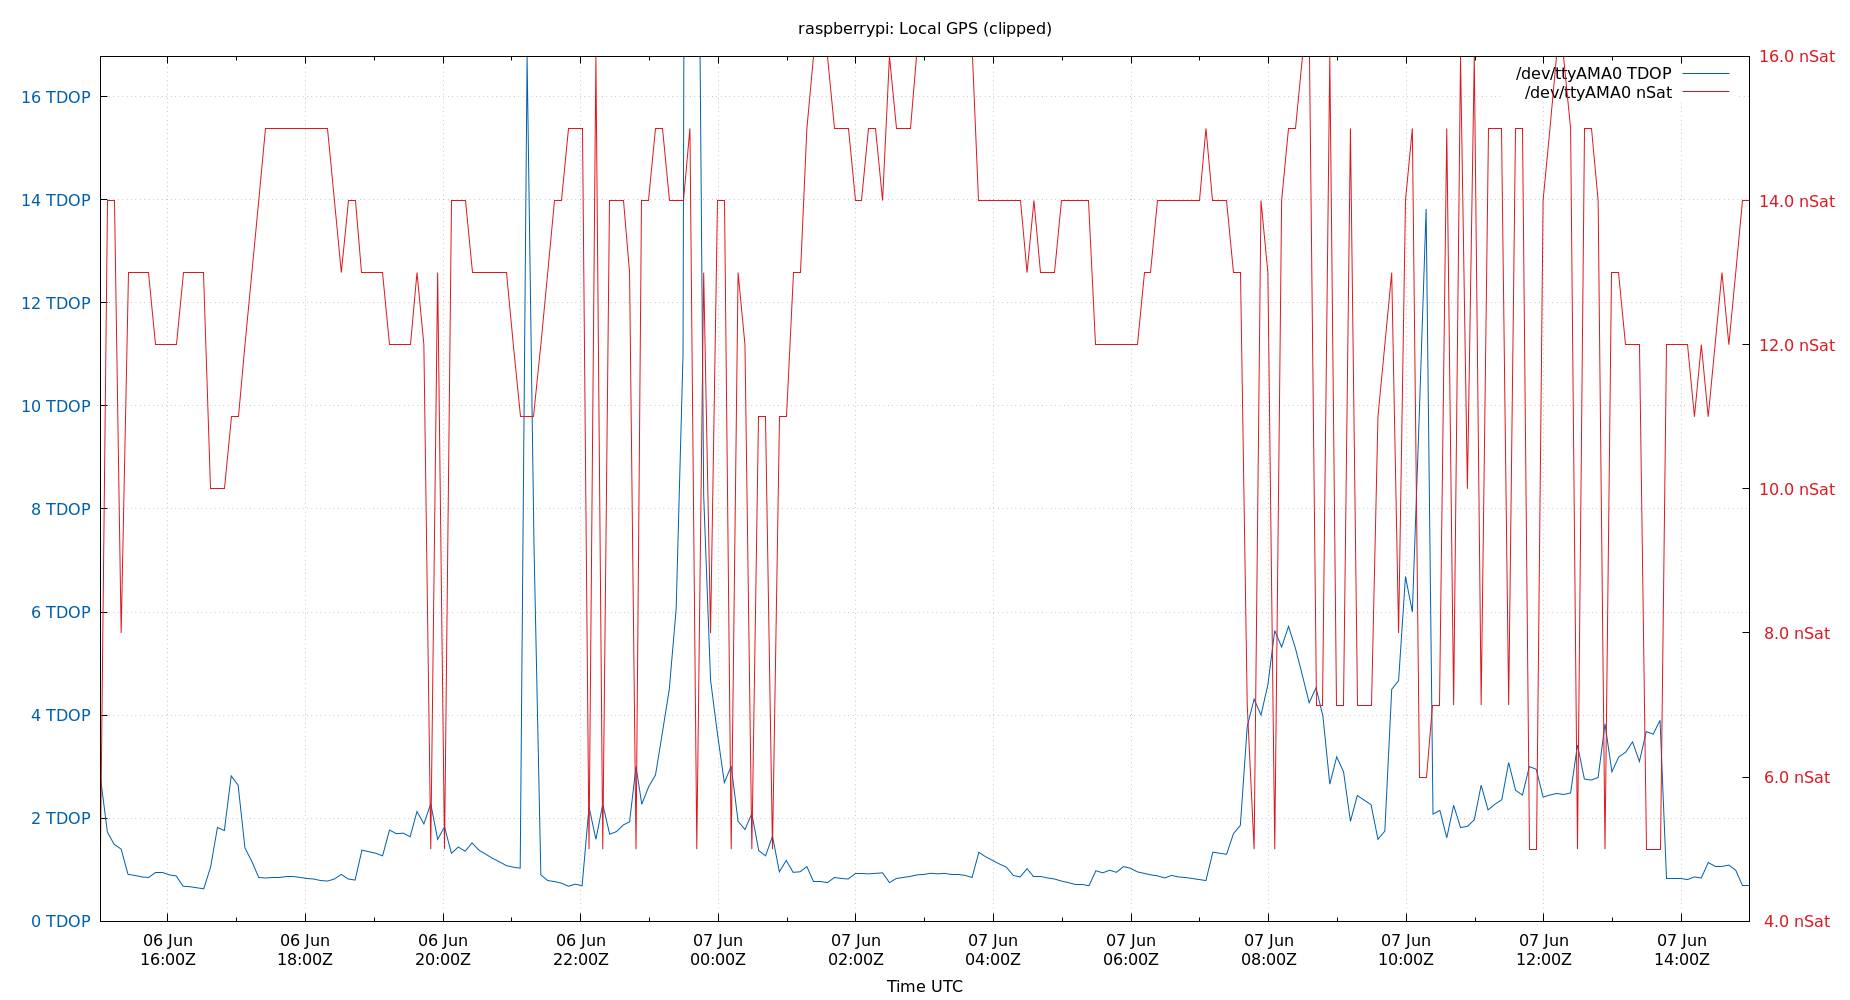 raspberrypi: Local GPS (clipped)
/dev/ttyAMA0 TDOP
/dev/ttyAMA0 nSat
16 TDOP
14 TDOP
12 TDOP
10 TDOP
8 TDOP
6 TDOP
4 TDOP
2 TDOP
0 TDOP
16.0 nSat
14.0 nSat
12.0 nSat
10.0 nSat
8.0 nSat
6.0 nSat
4.0 nSat
06 Jun
16:00Z
06 Jun
18:00Z
06 Jun
20:00Z
06 Jun
22:00Z
07 Jun
00:00Z
07 Jun
02:00Z
07 Jun
04:00Z
07 Jun
06:00Z
07 Jun
08:00Z
07 Jun
10:00Z
07 Jun
12:00Z
07 Jun
14:00Z
Time UTC